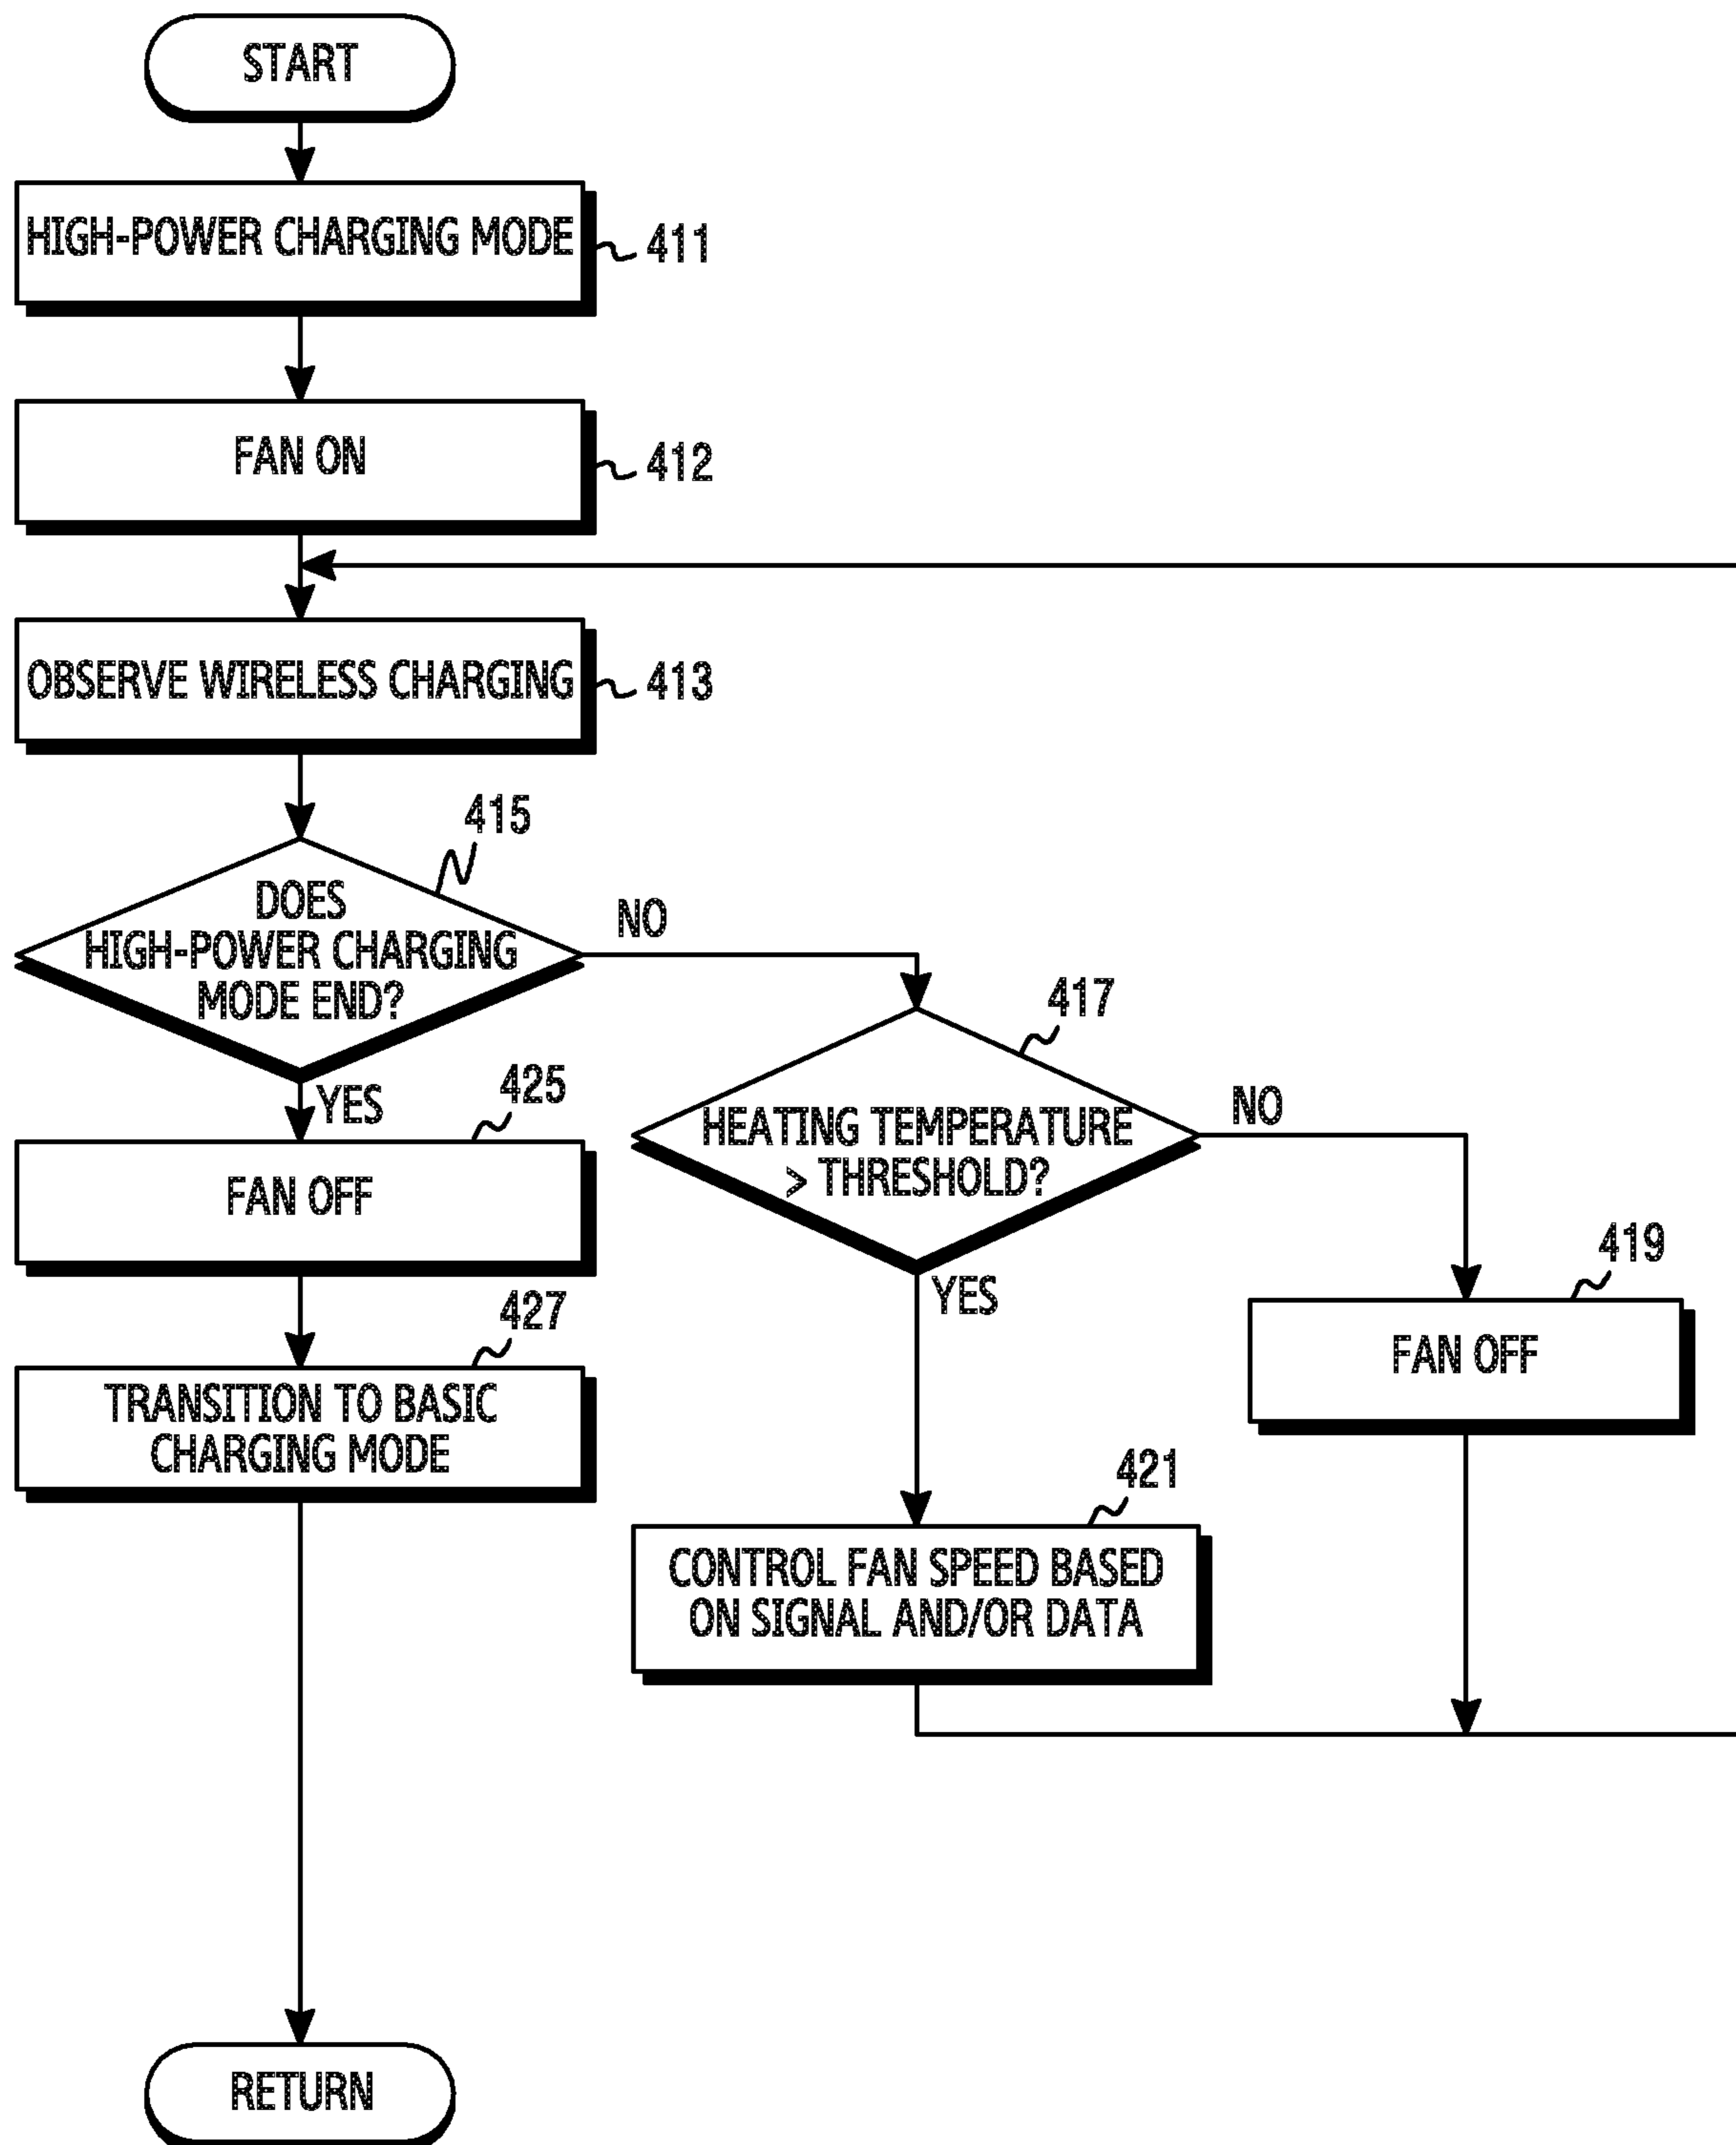 START
HIGH-POWER CHARGING MODE
411
FAN ON
412
OBSERVE WIRELESS CHARGING
413
415
DOES
HIGH-POWER CHARGING
MODE END?
NO
YES
417
HEATING TEMPERATURE
> THRESHOLD?
NO
YES
425
FAN OFF
427
TRANSITION TO BASIC
CHARGING MODE
419
FAN OFF
421
CONTROL FAN SPEED BASED
ON SIGNAL AND/OR DATA
RETURN